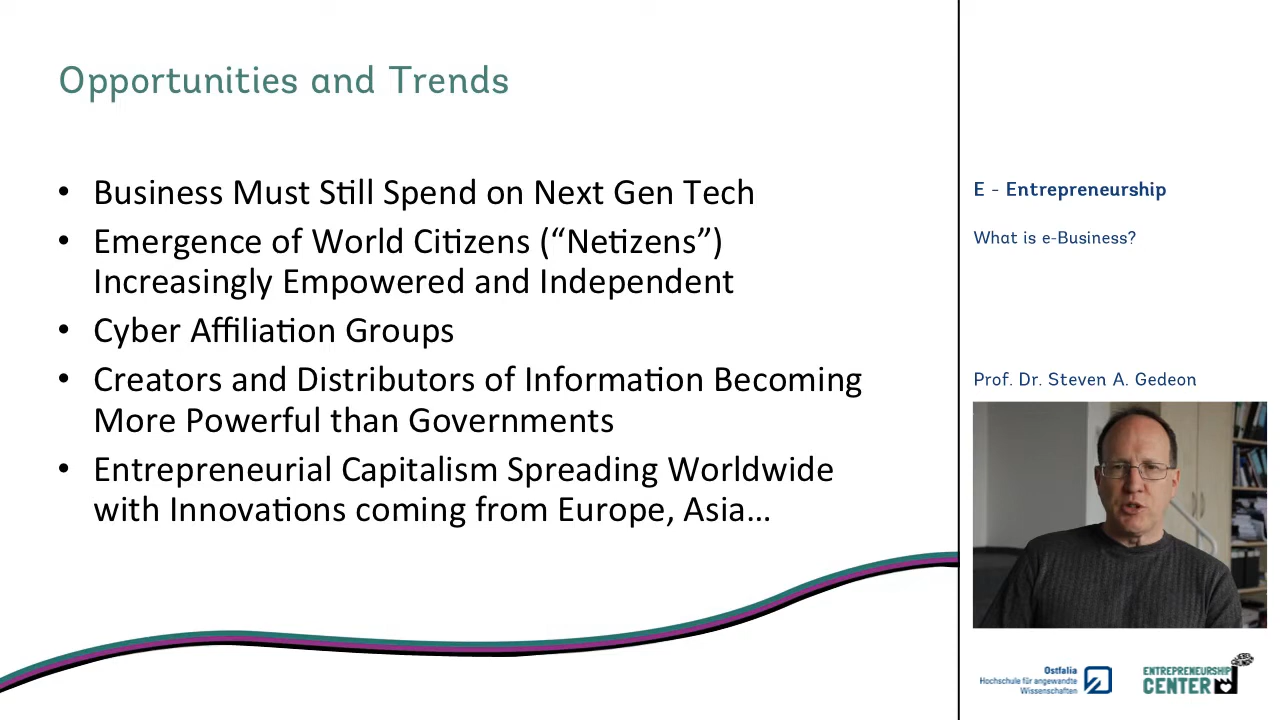 Opportunities and Trends
• Business Must Still Spend on Next Gen Tech
• Emergence of World Citizens (“Netizens”)
Increasingly Empowered and Independent
• Cyber Affiliation Groups
• Creators and Distributors of Information Becoming
More Powerful than Governments
• Entrepreneurial Capitalism Spreading Worldwide
with Innovations coming from Europe, Asia…
E - Entrepreneurship
What is e-Business?
Prof. Dr. Steven A. Gedeon
Ostfalia
Hochschule für angewandte
Wissenschaften
ENTREPRENEURSHIP
CENTER